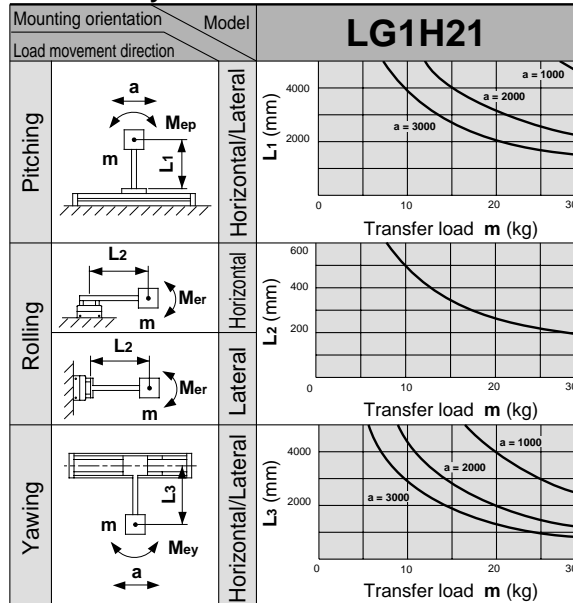 Mounting orientation
Model
Load movement direction
LG1H21
Pitching
a
Mep
m
L1
Horizontal/Lateral
L1 (mm)
4000
2000
a = 1000
a = 2000
a = 3000
0
10
20
30
Transfer load m (kg)
Rolling
L2
Mer
m
Horizontal
L2
Mer
m
Lateral
L2 (mm)
600
400
200
0
10
20
30
Transfer load m (kg)
Yawing
L3
m
Mey
a
Horizontal/Lateral
L3 (mm)
4000
2000
a = 1000
a = 2000
a = 3000
0
10
20
30
Transfer load m (kg)